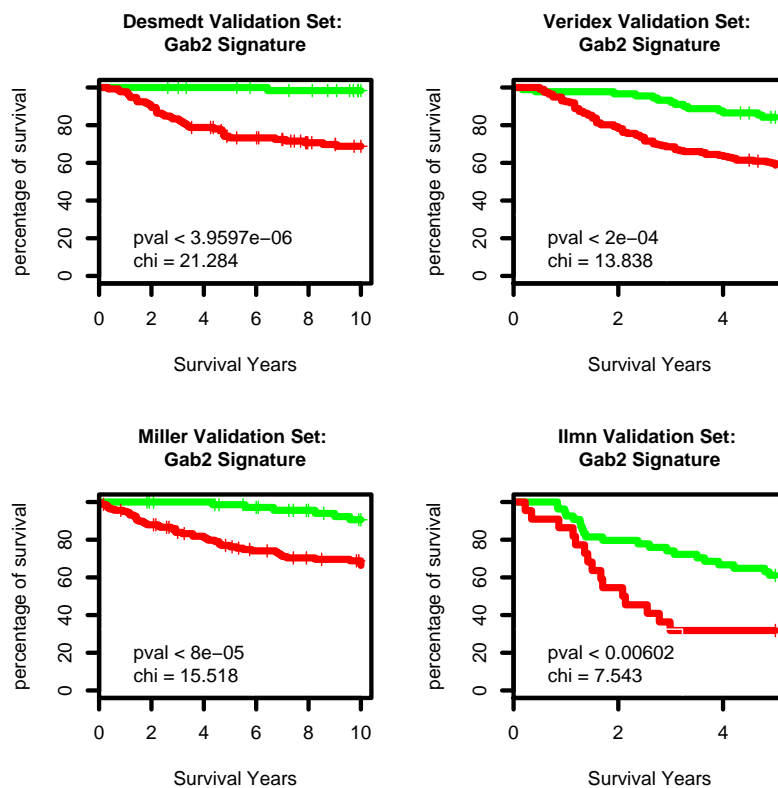 Desmedt Validation Set:
Gab2 Signature
percentage of survival
0 20 40 60 80
pval < 3.9597e−06
chi = 21.284
0 2 4 6 8 10
Survival Years
Veridex Validation Set:
Gab2 Signature
percentage of survival
0 20 40 60 80
pval < 2e−04
chi = 13.838
0 2 4
Survival Years
Miller Validation Set:
Gab2 Signature
percentage of survival
0 20 40 60 80
pval < 8e−05
chi = 15.518
0 2 4 6 8 10
Survival Years
Ilmn Validation Set:
Gab2 Signature
percentage of survival
0 20 40 60 80
pval < 0.00602
chi = 7.543
0 2 4
Survival Years